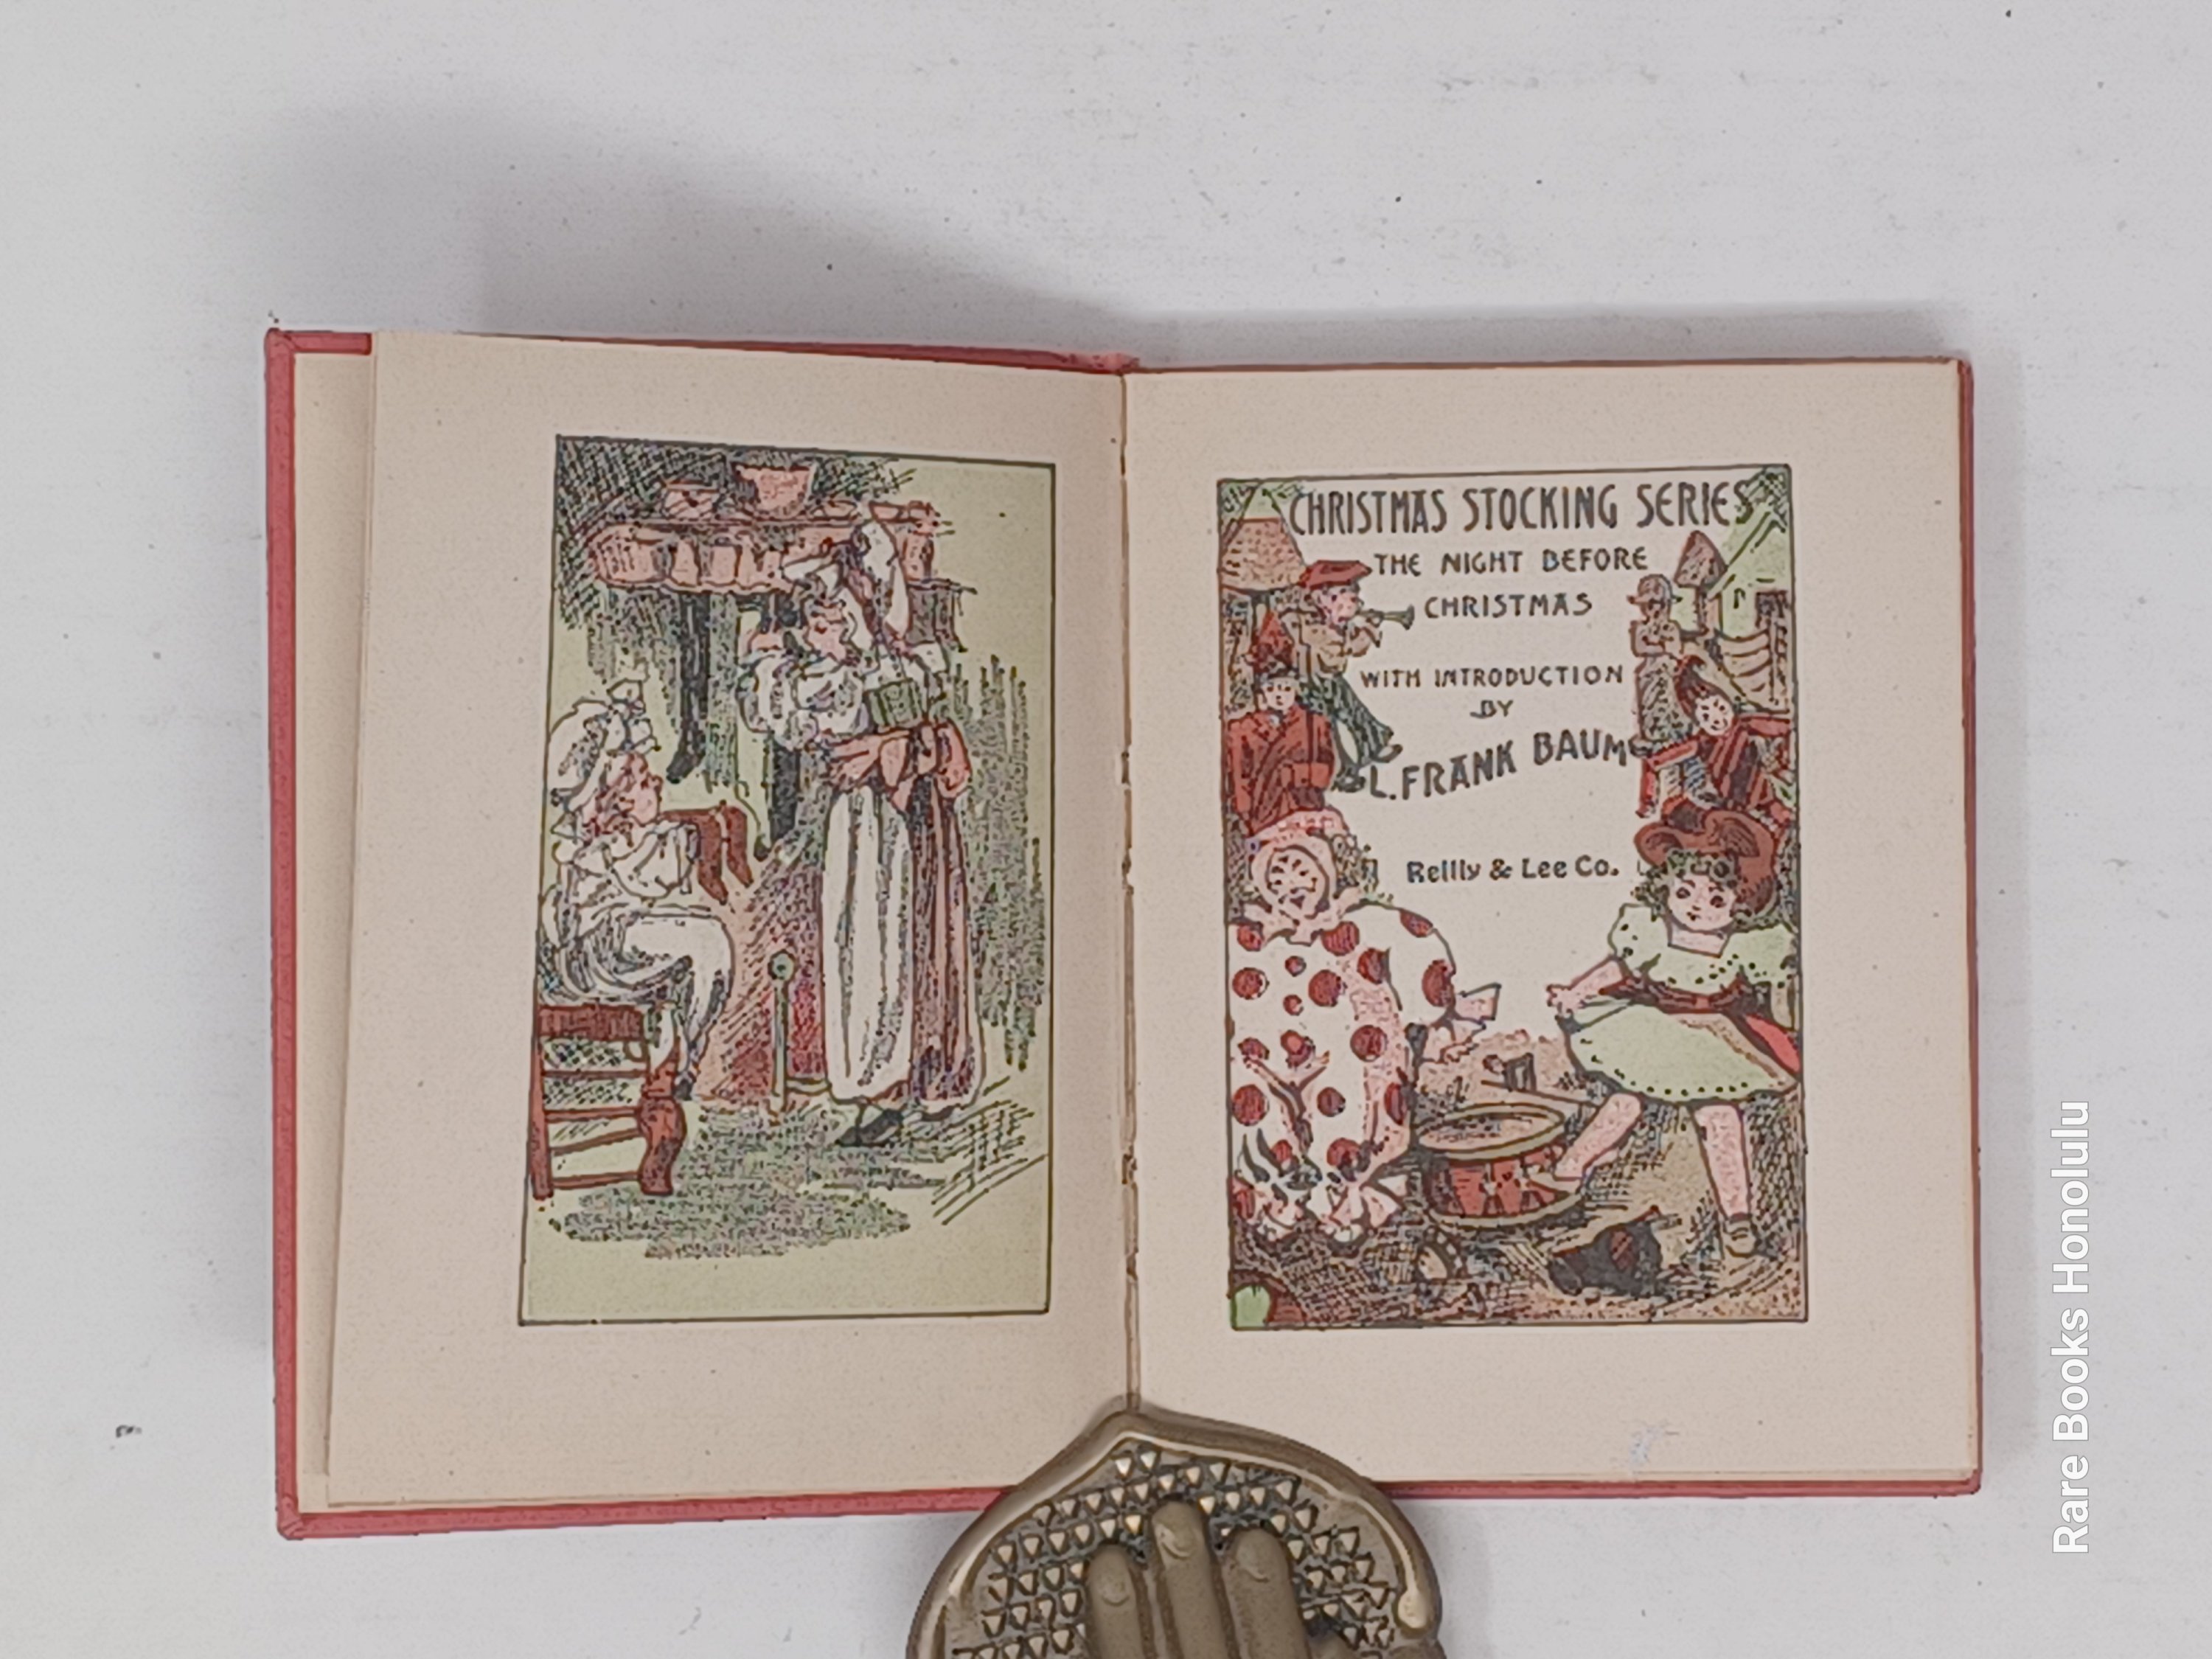 CHRISTMAS STOCKING SERIES
THE NIGHT BEFORE
CHRISTMAS
WITH INTRODUCTION
BY
L. FRANK BAUM
Reilly & Lee Co.
Rare Books Honolulu